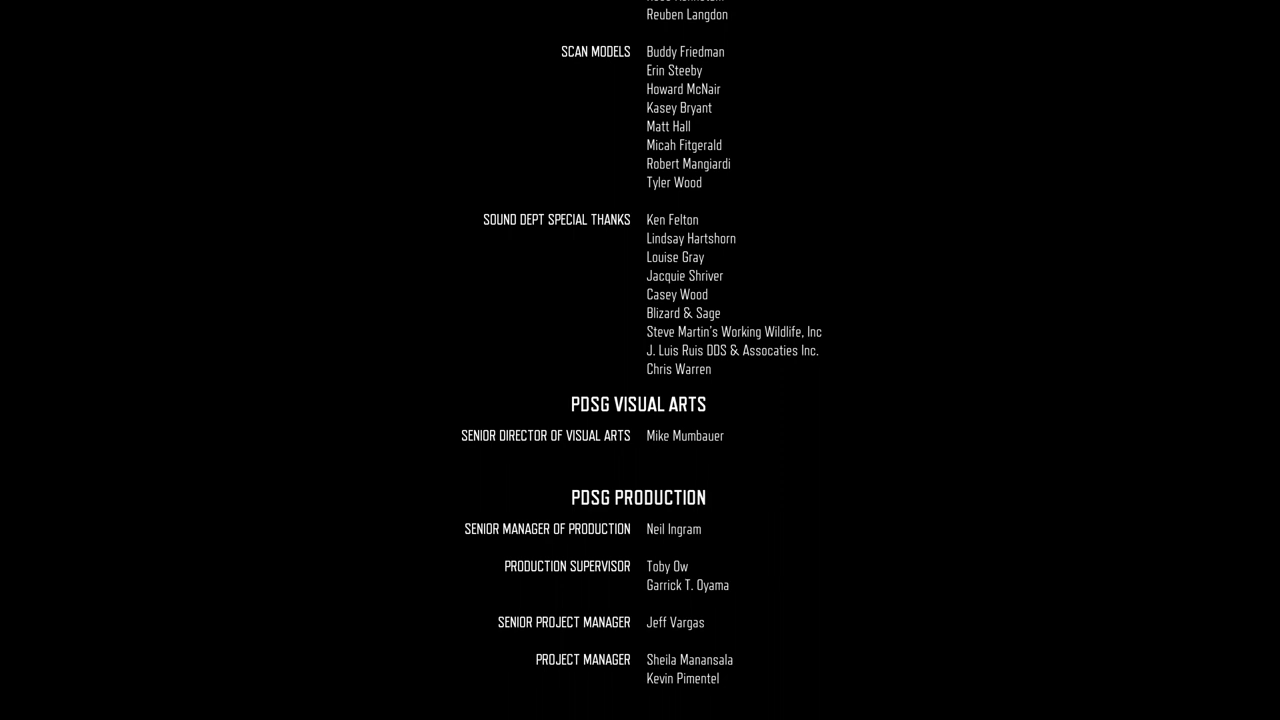 Reuben Langdon
SCAN MODELS Buddy Friedman
Erin Steeby
Howard McNair
Kasey Bryant
Matt Hall
Micah Fitgerald
Robert Mangiardi
Tyler Wood
SOUND DEPT SPECIAL THANKS Ken Felton
Lindsay Hartshorn
Louise Gray
Jacquie Shriver
Casey Wood
Blizard & Sage
Steve Martin's Working Wildlife, Inc
J. Luis Ruis DDS & Assocaties Inc.
Chris Warren
PDSG VISUAL ARTS
SENIOR DIRECTOR OF VISUAL ARTS Mike Mumbauer
PDSG PRODUCTION
SENIOR MANAGER OF PRODUCTION Neil Ingram
PRODUCTION SUPERVISOR Toby Ow
Garrick T. Oyama
SENIOR PROJECT MANAGER Jeff Vargas
PROJECT MANAGER Sheila Manansala
Kevin Pimentel